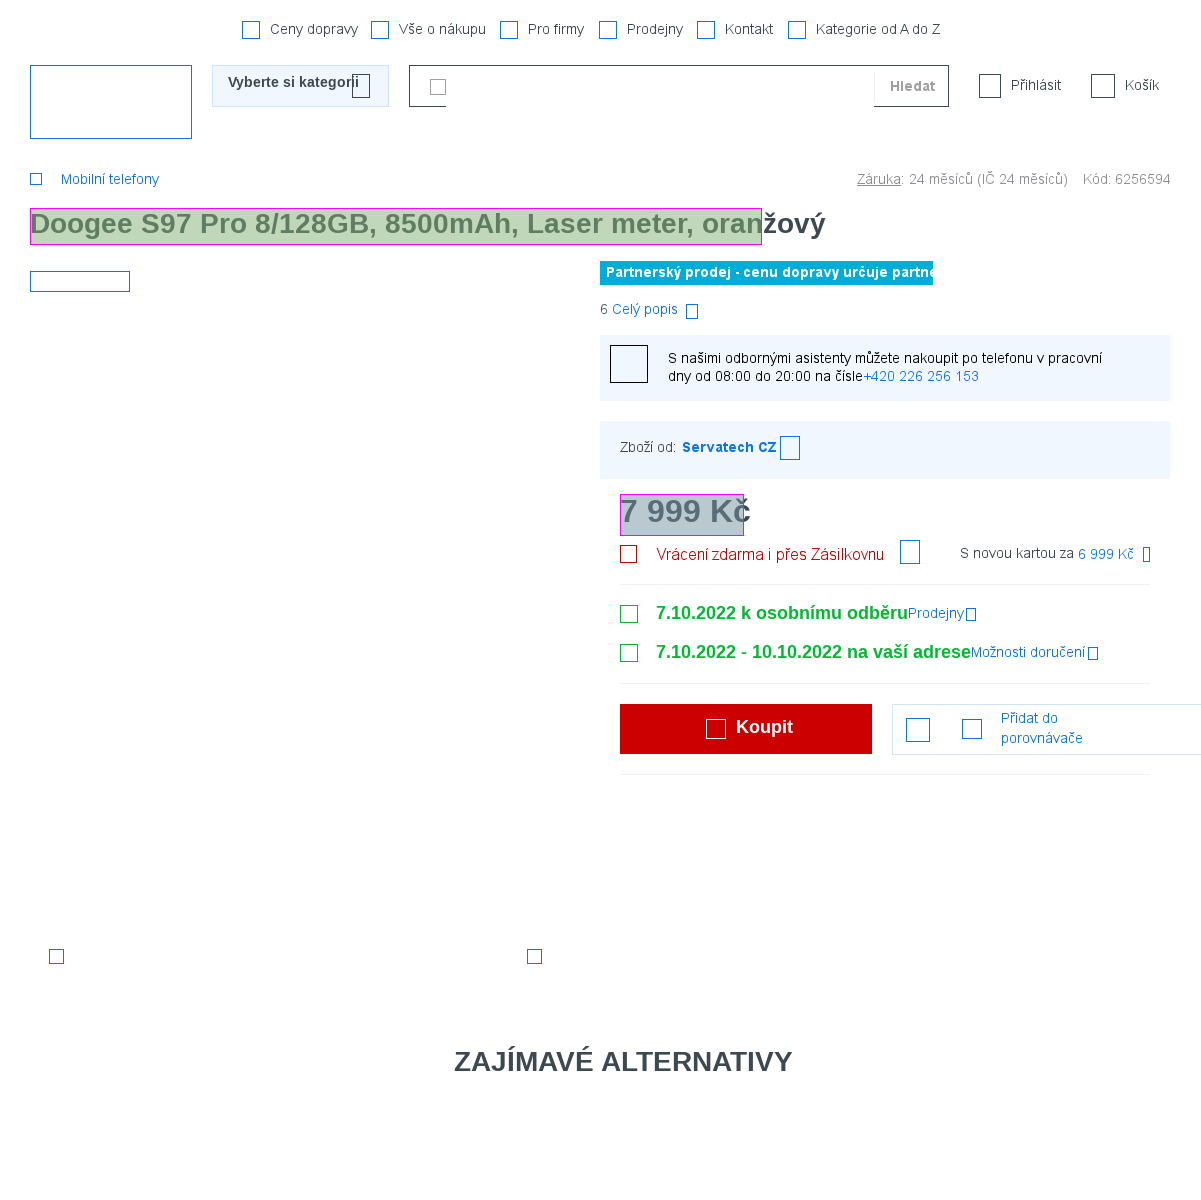 Ceny dopravy Vše o nákupu Pro firmy Prodejny Kontakt Kategorie od A do Z
Vyberte si kategorii Hledat Přihlásit Košík
Mobilní telefony Záruka: 24 měsíců (IČ 24 měsíců) Kód: 6256594
Doogee S97 Pro 8/128GB, 8500mAh, Laser meter, oranžový
Partnerský prodej - cenu dopravy určuje
6 Celý popis
S našimi odbornými asistenty můžete nakoupit po telefonu v pracovní
dny od 08:00 do 20:00 na čísle+420 226 256 153
Zboží od: Servatech CZ
7 999 Kč
Vrácení zdarma i přes Zásilkovnu S novou kartou za 6 999 Kč
7.10.2022 k osobnímu odběru Prodejny
7.10.2022 - 10.10.2022 na vaší adrese Možnosti doručení
Koupit
Přidat do
porovnávače
ZAJÍMAVÉ ALTERNATIVY